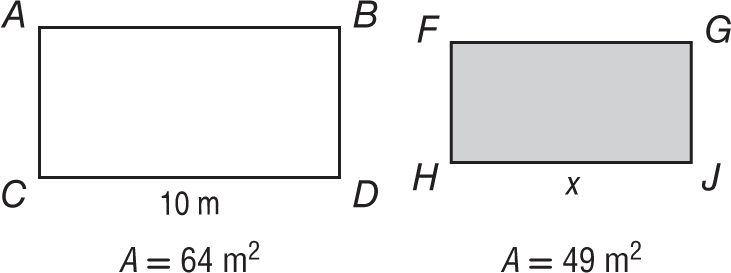 A B
C D
10 m
A = 64 m²
F G
H J
x
A = 49 m²